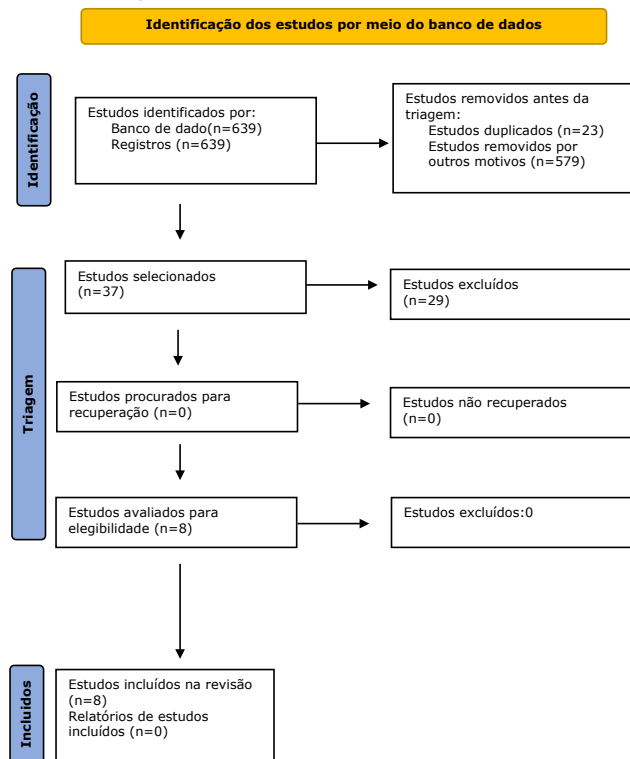 Identificação dos estudos por meio do banco de dados
Identificação
Estudos identificados por:
Banco de dado(n=639)
Registros (n=639)
Estudos removidos antes da
triagem:
Estudos duplicados (n=23)
Estudos removidos por
outros motivos (n=579)
Triagem
Estudos selecionados
(n=37)
Estudos excluídos
(n=29)
Estudos procurados para
recuperação (n=0)
Estudos não recuperados
(n=0)
Estudos avaliados para
elegibilidade (n=8)
Estudos excluídos:0
Incluidos
Estudos incluídos na revisão
(n=8)
Relatórios de estudos
incluídos (n=0)